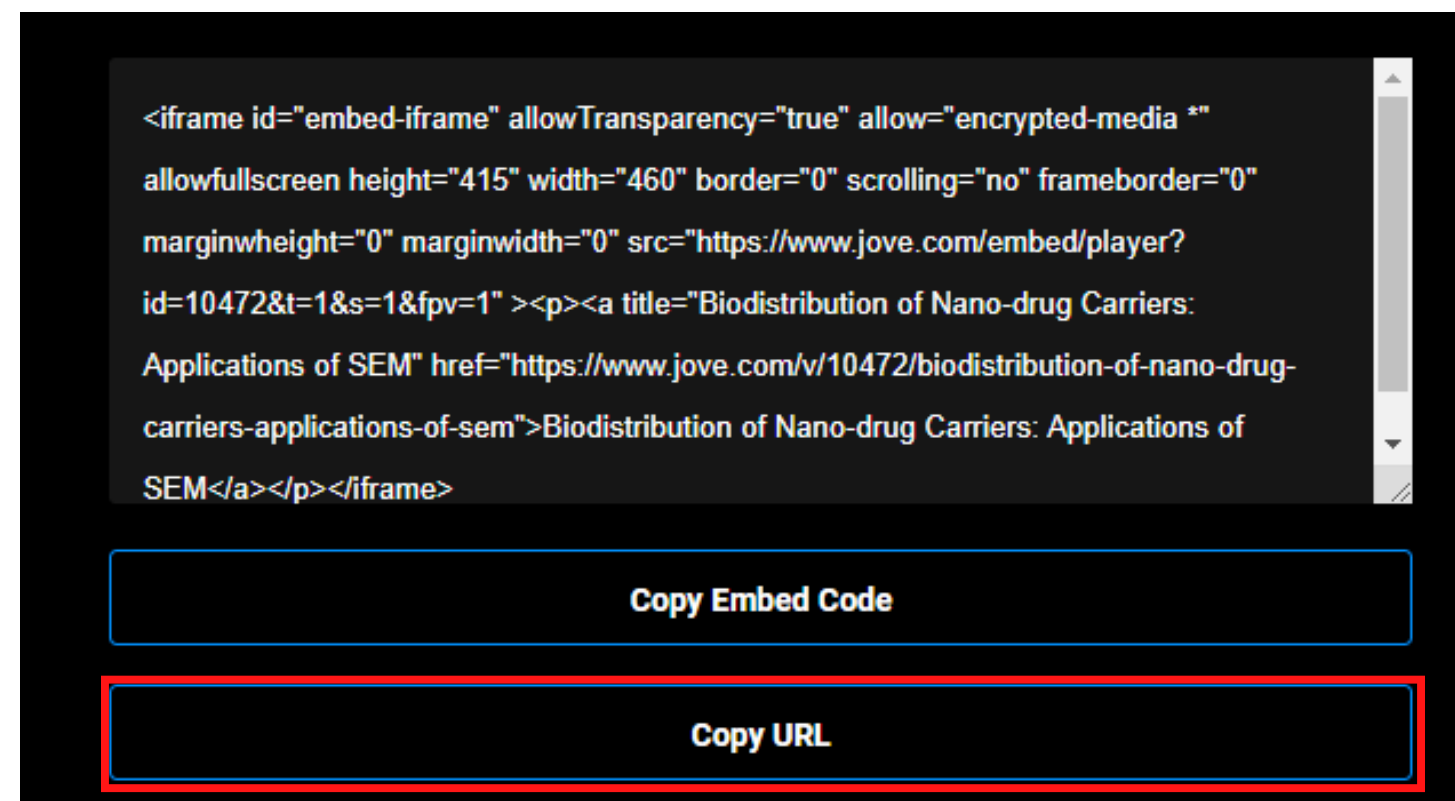 <iframe id="embed-iframe" allowTransparency="true" allow="encrypted-media *"
allowfullscreen height="415" width="460" border="0" scrolling="no" frameborder="0"
marginwheight="0" marginwidth="0" src="https://www.jove.com/embed/player?
id=10472&t=1&s=1&fpv=1" ><p><a title="Biodistribution of Nano-drug Carriers:
Applications of SEM" href="https://www.jove.com/v/10472/biodistribution-of-nano-drug-
carriers-applications-of-sem">Biodistribution of Nano-drug Carriers: Applications of
SEM</a></p></iframe>
Copy Embed Code
Copy URL